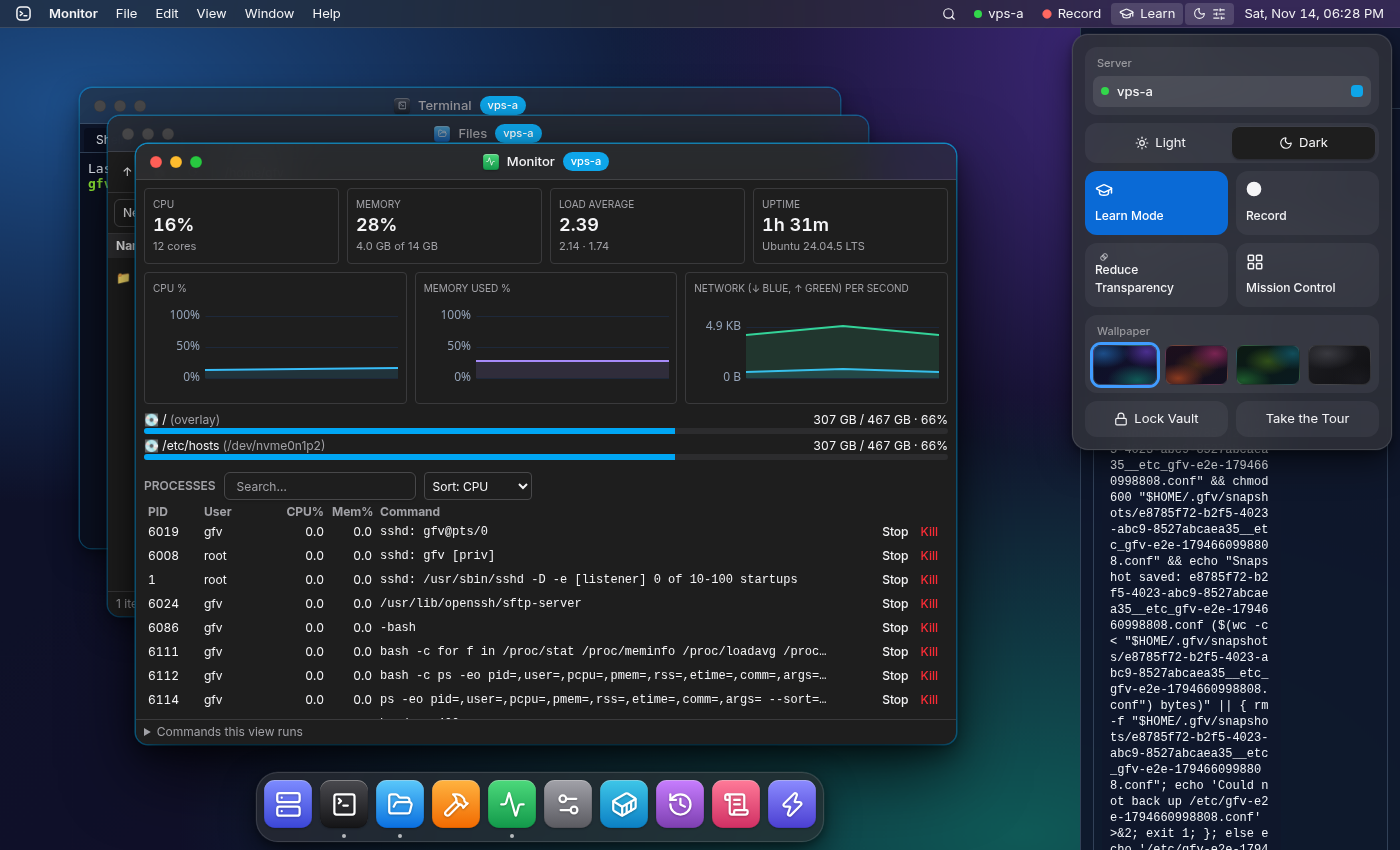 Monitor File Edit View Window Help
vps-a Record Learn Sat, Nov 14, 06:28 PM
Terminal vps-a
Files vps-a
Monitor vps-a
CPU
16%
12 cores
MEMORY
28%
4.0 GB of 14 GB
LOAD AVERAGE
2.39
2.14 · 1.74
UPTIME
1h 31m
Ubuntu 24.04.5 LTS
CPU %
100%
50%
0%
MEMORY USED %
100%
50%
0%
NETWORK (↓ BLUE, ↑ GREEN) PER SECOND
4.9 KB
0 B
/ (overlay) 307 GB / 467 GB · 66%
/etc/hosts (/dev/nvme0n1p2) 307 GB / 467 GB · 66%
PROCESSES Search... Sort: CPU
PID User CPU% Mem% Command
6019 gfv 0.0 0.0 sshd: gfv@pts/0 Stop Kill
6008 root 0.0 0.0 sshd: gfv [priv] Stop Kill
1 root 0.0 0.0 sshd: /usr/sbin/sshd -D -e [listener] 0 of 10-100 startups Stop Kill
6024 gfv 0.0 0.0 /usr/lib/openssh/sftp-server Stop Kill
6086 gfv 0.0 0.0 -bash Stop Kill
6111 gfv 0.0 0.0 bash -c for f in /proc/stat /proc/meminfo /proc/loadavg /proc… Stop Kill
6112 gfv 0.0 0.0 bash -c ps -eo pid=,user=,pcpu=,pmem=,rss=,etime=,comm=,args=… Stop Kill
6114 gfv 0.0 0.0 ps -eo pid=,user=,pcpu=,pmem=,rss=,etime=,comm=,args= --sort=… Stop Kill
Commands this view runs
Server
vps-a
Light Dark
Learn Mode
Record
Reduce
Transparency
Mission Control
Wallpaper
Lock Vault Take the Tour
35__etc_gfv-e2e-179466
0998808.conf" && chmod
600 "$HOME/.gfv/snapsh
ots/e8785f72-b2f5-4023
-abc9-8527abcaea35__et
c_gfv-e2e-179466099880
8.conf" && echo "Snaps
hot saved: e8785f72-b2
f5-4023-abc9-8527abcae
a35__etc_gfv-e2e-17946
60998808.conf ($(wc -c
< "$HOME/.gfv/snapshot
s/e8785f72-b2f5-4023-a
bc9-8527abcaea35__etc_
gfv-e2e-1794660998808.
conf") bytes)" || { rm
-f "$HOME/.gfv/snapsho
ts/e8785f72-b2f5-4023-
abc9-8527abcaea35__etc
_gfv-e2e-1794660998808
8.conf"; echo 'Could n
ot back up /etc/gfv-e2
e-1794660998808.conf'
>&2; exit 1; }; else e